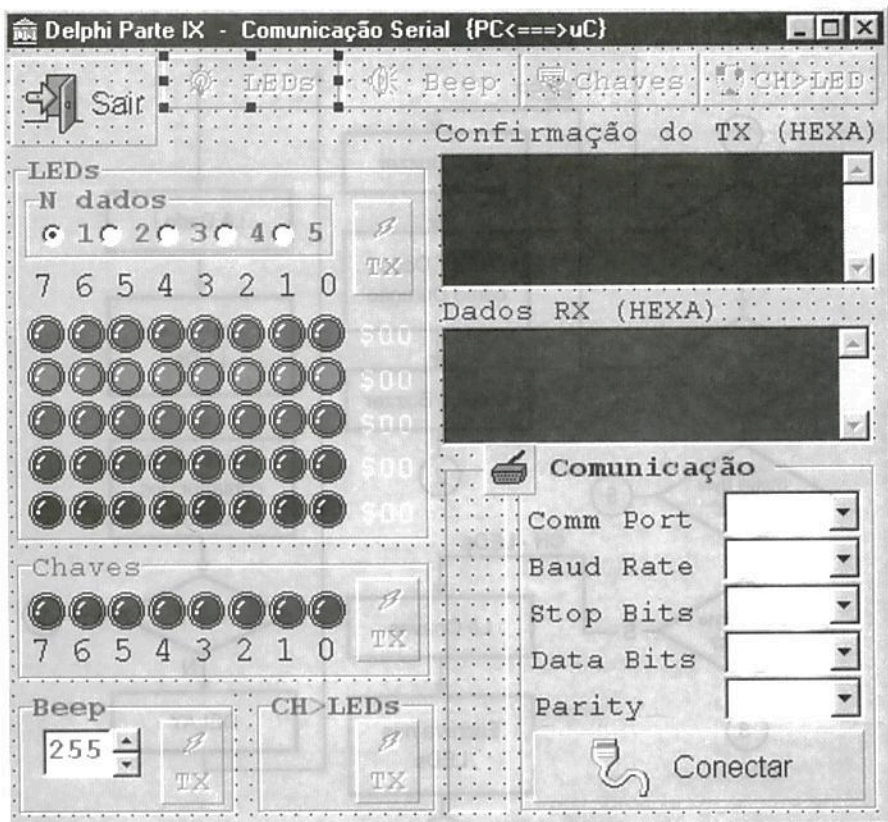 Delphi Parte IX - Comunicação Serial {PC<===>uC}
Sair LEDs Beep Chaves CH>LED
Confirmação do TX (HEXA)
LEDs
N dados
1 2 3 4 5
TX
7 6 5 4 3 2 1 0
$00
$00
$00
$00
$00
Dados RX (HEXA)
Comunicação
Comm Port
Baud Rate
Stop Bits
Data Bits
Parity
Conectar
Chaves
7 6 5 4 3 2 1 0
TX
Beep
255
TX
CH>LEDs
TX